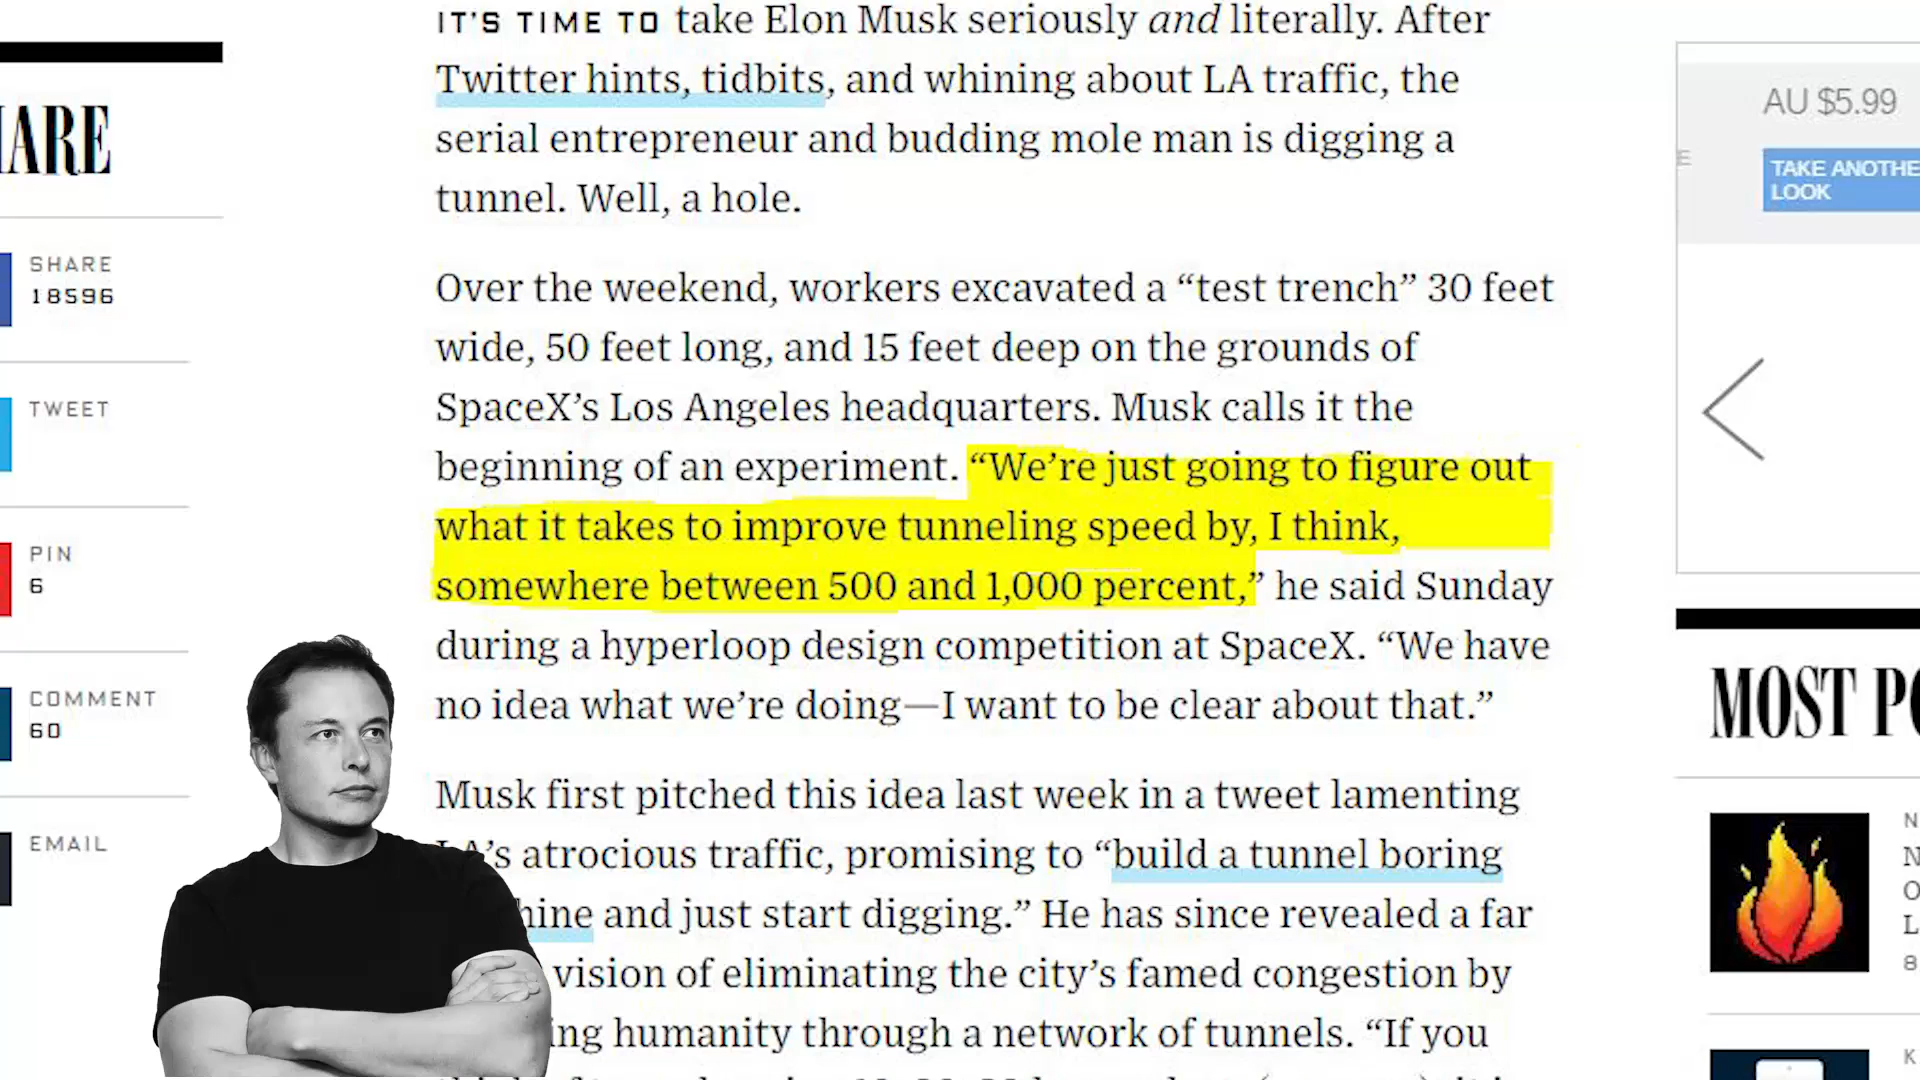 IT'S TIME TO take Elon Musk seriously and literally. After
Twitter hints, tidbits, and whining about LA traffic, the
serial entrepreneur and budding mole man is digging a
tunnel. Well, a hole.
Over the weekend, workers excavated a “test trench” 30 feet
wide, 50 feet long, and 15 feet deep on the grounds of
SpaceX’s Los Angeles headquarters. Musk calls it the
beginning of an experiment. “We’re just going to figure out
what it takes to improve tunneling speed by, I think,
somewhere between 500 and 1,000 percent,” he said Sunday
during a hyperloop design competition at SpaceX. “We have
no idea what we’re doing—I want to be clear about that.”
Musk first pitched this idea last week in a tweet lamenting
LA’s atrocious traffic, promising to “build a tunnel boring
hine and just start digging.” He has since revealed a far
vision of eliminating the city’s famed congestion by
ing humanity through a network of tunnels. “If you
ARE
SHARE
18596
TWEET
PIN
6
COMMENT
60
EMAIL
AU $5.99
E
TAKE ANOTHE
LOOK
MOST PO
N
N
O
L
8
K